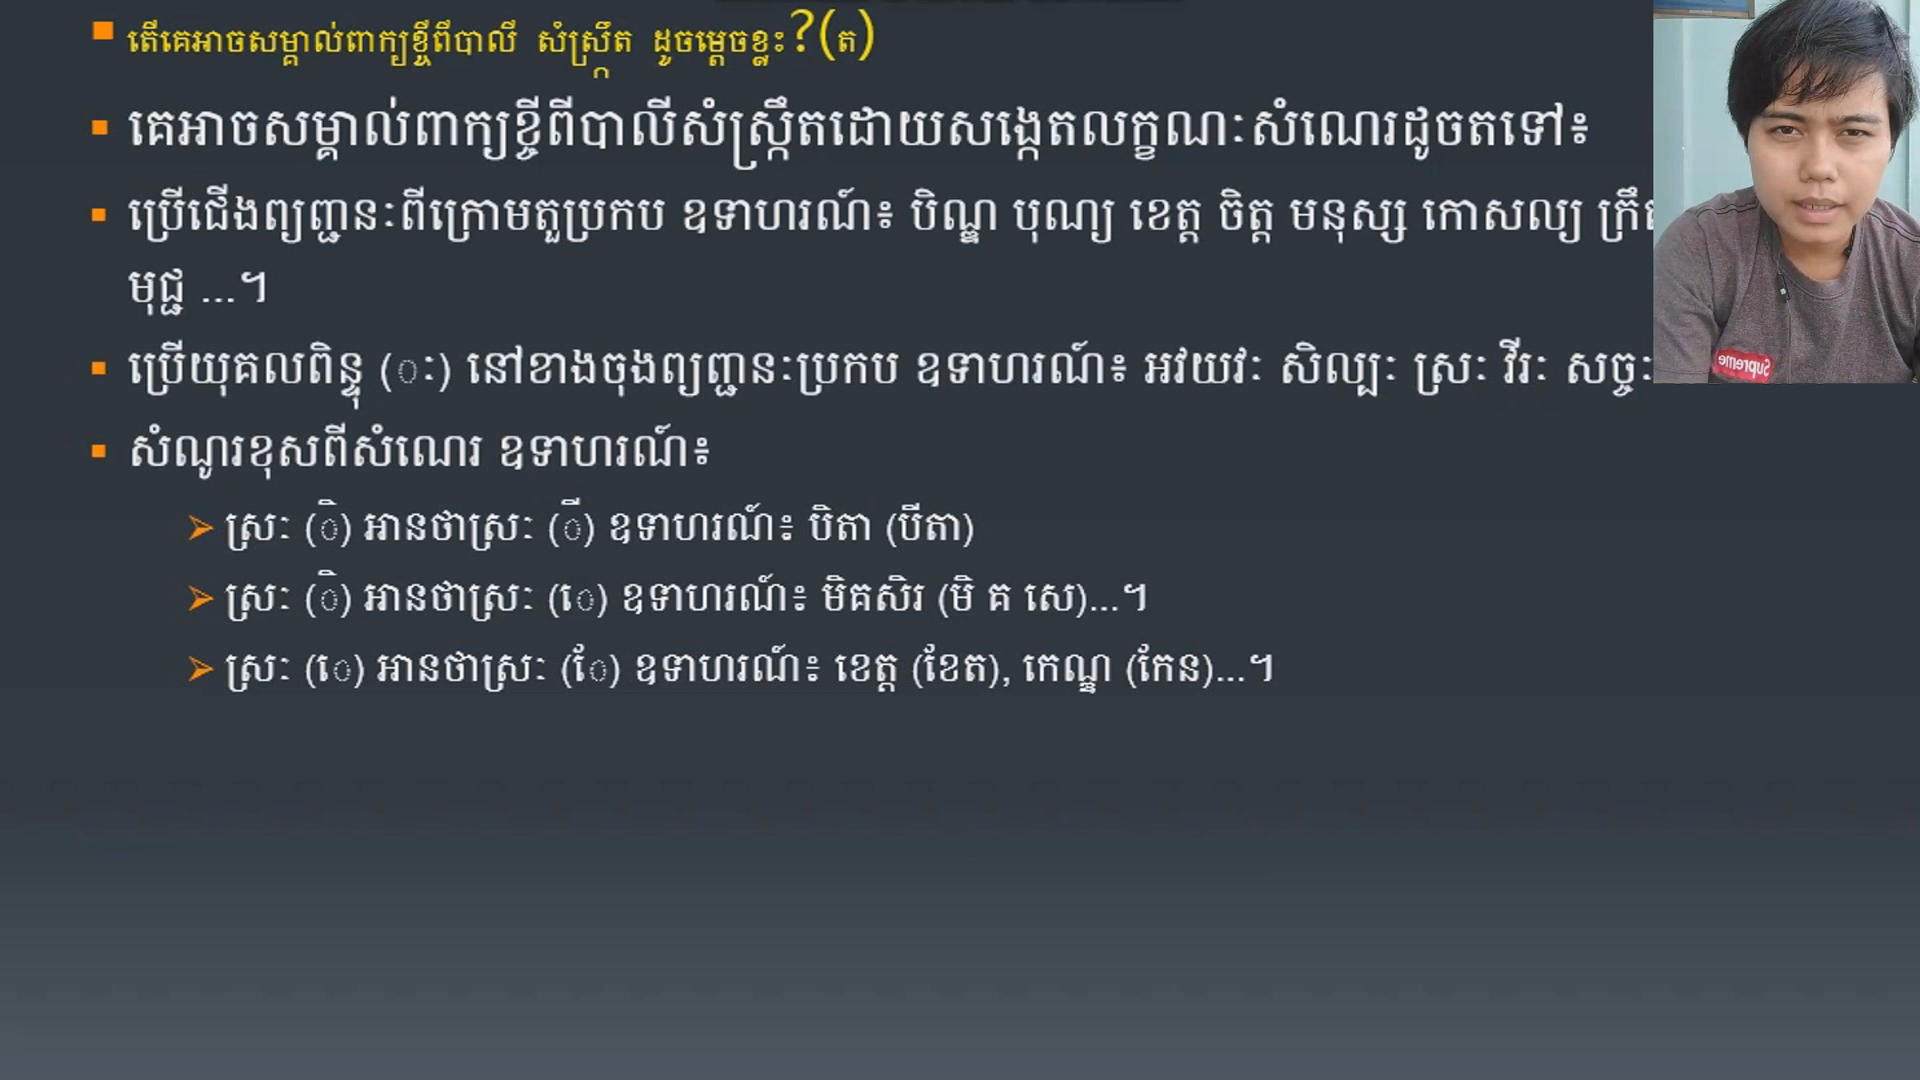 តើគេអាចសម្គាល់ពាក្យខ្ចីពីបាលី សំស្ក្រឹត ដូចម្ដេចខ្លះ?(ត)
គេអាចសម្គាល់ពាក្យខ្ចីពីបាលីសំស្ក្រឹតដោយសង្កេតលក្ខណៈសំណេរដូចតទៅ៖
ប្រើជើងព្យញ្ជនៈពីក្រោមតួប្រកប ឧទាហរណ៍៖ បិណ្ឌ បុណ្យ ខេត្ត ចិត្ត មនុស្ស កោសល្យ
មុជ្ជ ...។
ប្រើយុគលពិន្ទុ (ៈ) នៅខាងចុងព្យញ្ជនៈប្រកប ឧទាហរណ៍៖ អវយវៈ សិល្បៈ ស្រៈ វីរៈ សច្ចៈ
សំណូរខុសពីសំណេរ ឧទាហរណ៍៖
ស្រៈ (ិ) អានថាស្រៈ (ី) ឧទាហរណ៍៖ បិតា (បីតា)
ស្រៈ (ិ) អានថាស្រៈ (េ) ឧទាហរណ៍៖ មិគសិរ (មិ គ សេ)...។
ស្រៈ (េ) អានថាស្រៈ (ែ) ឧទាហរណ៍៖ ខេត្ត (ខែត), កេណ្ឌ (កែន)...។
Supreme